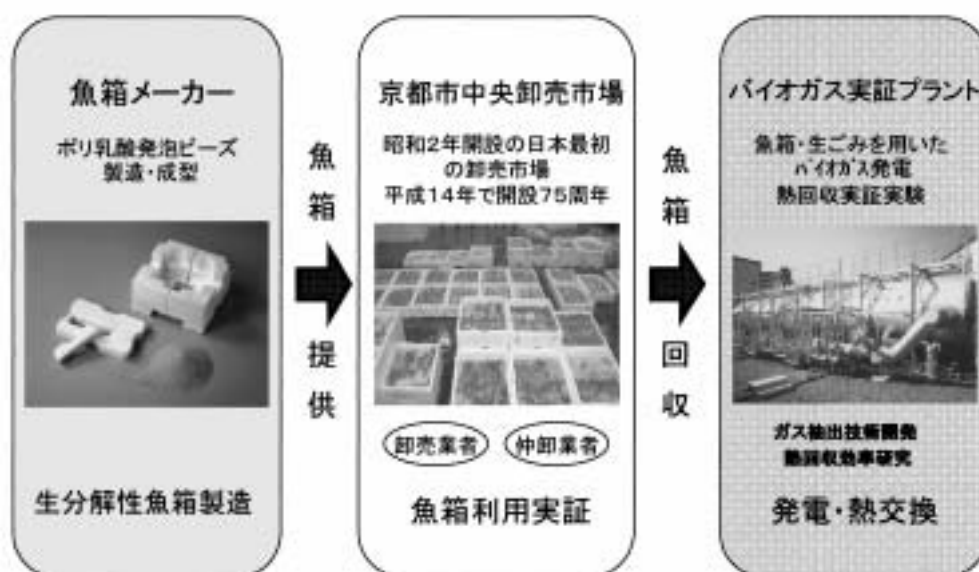 魚箱メーカー
ポリ乳酸発泡ビーズ
製造・成型
生分解性魚箱製造
魚箱
提供
京都市中央卸売市場
昭和2年開設の日本最初
の卸売市場
平成14年で開設75周年
卸売業者
仲卸業者
魚箱利用実証
魚箱
回収
バイオガス実証プラント
魚箱・生ごみを用いた
バイオガス発電
熱回収実証実験
ガス抽出技術開発
熱回収効率研究
発電・熱交換